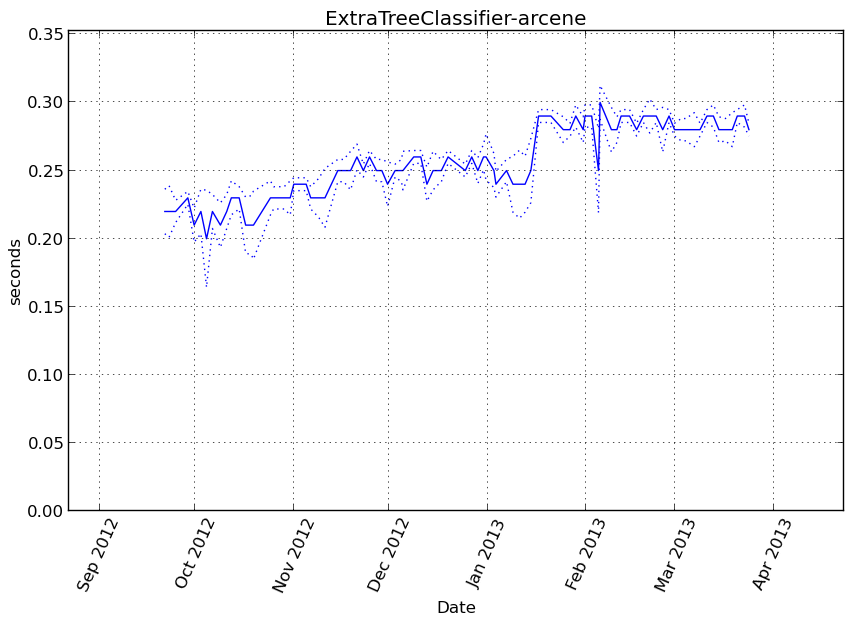 ExtraTreeClassifier-arcene
0.35
0.30
0.25
0.20
0.15
0.10
0.05
0.00
seconds
Sep 2012
Oct 2012
Nov 2012
Dec 2012
Jan 2013
Feb 2013
Mar 2013
Apr 2013
Date